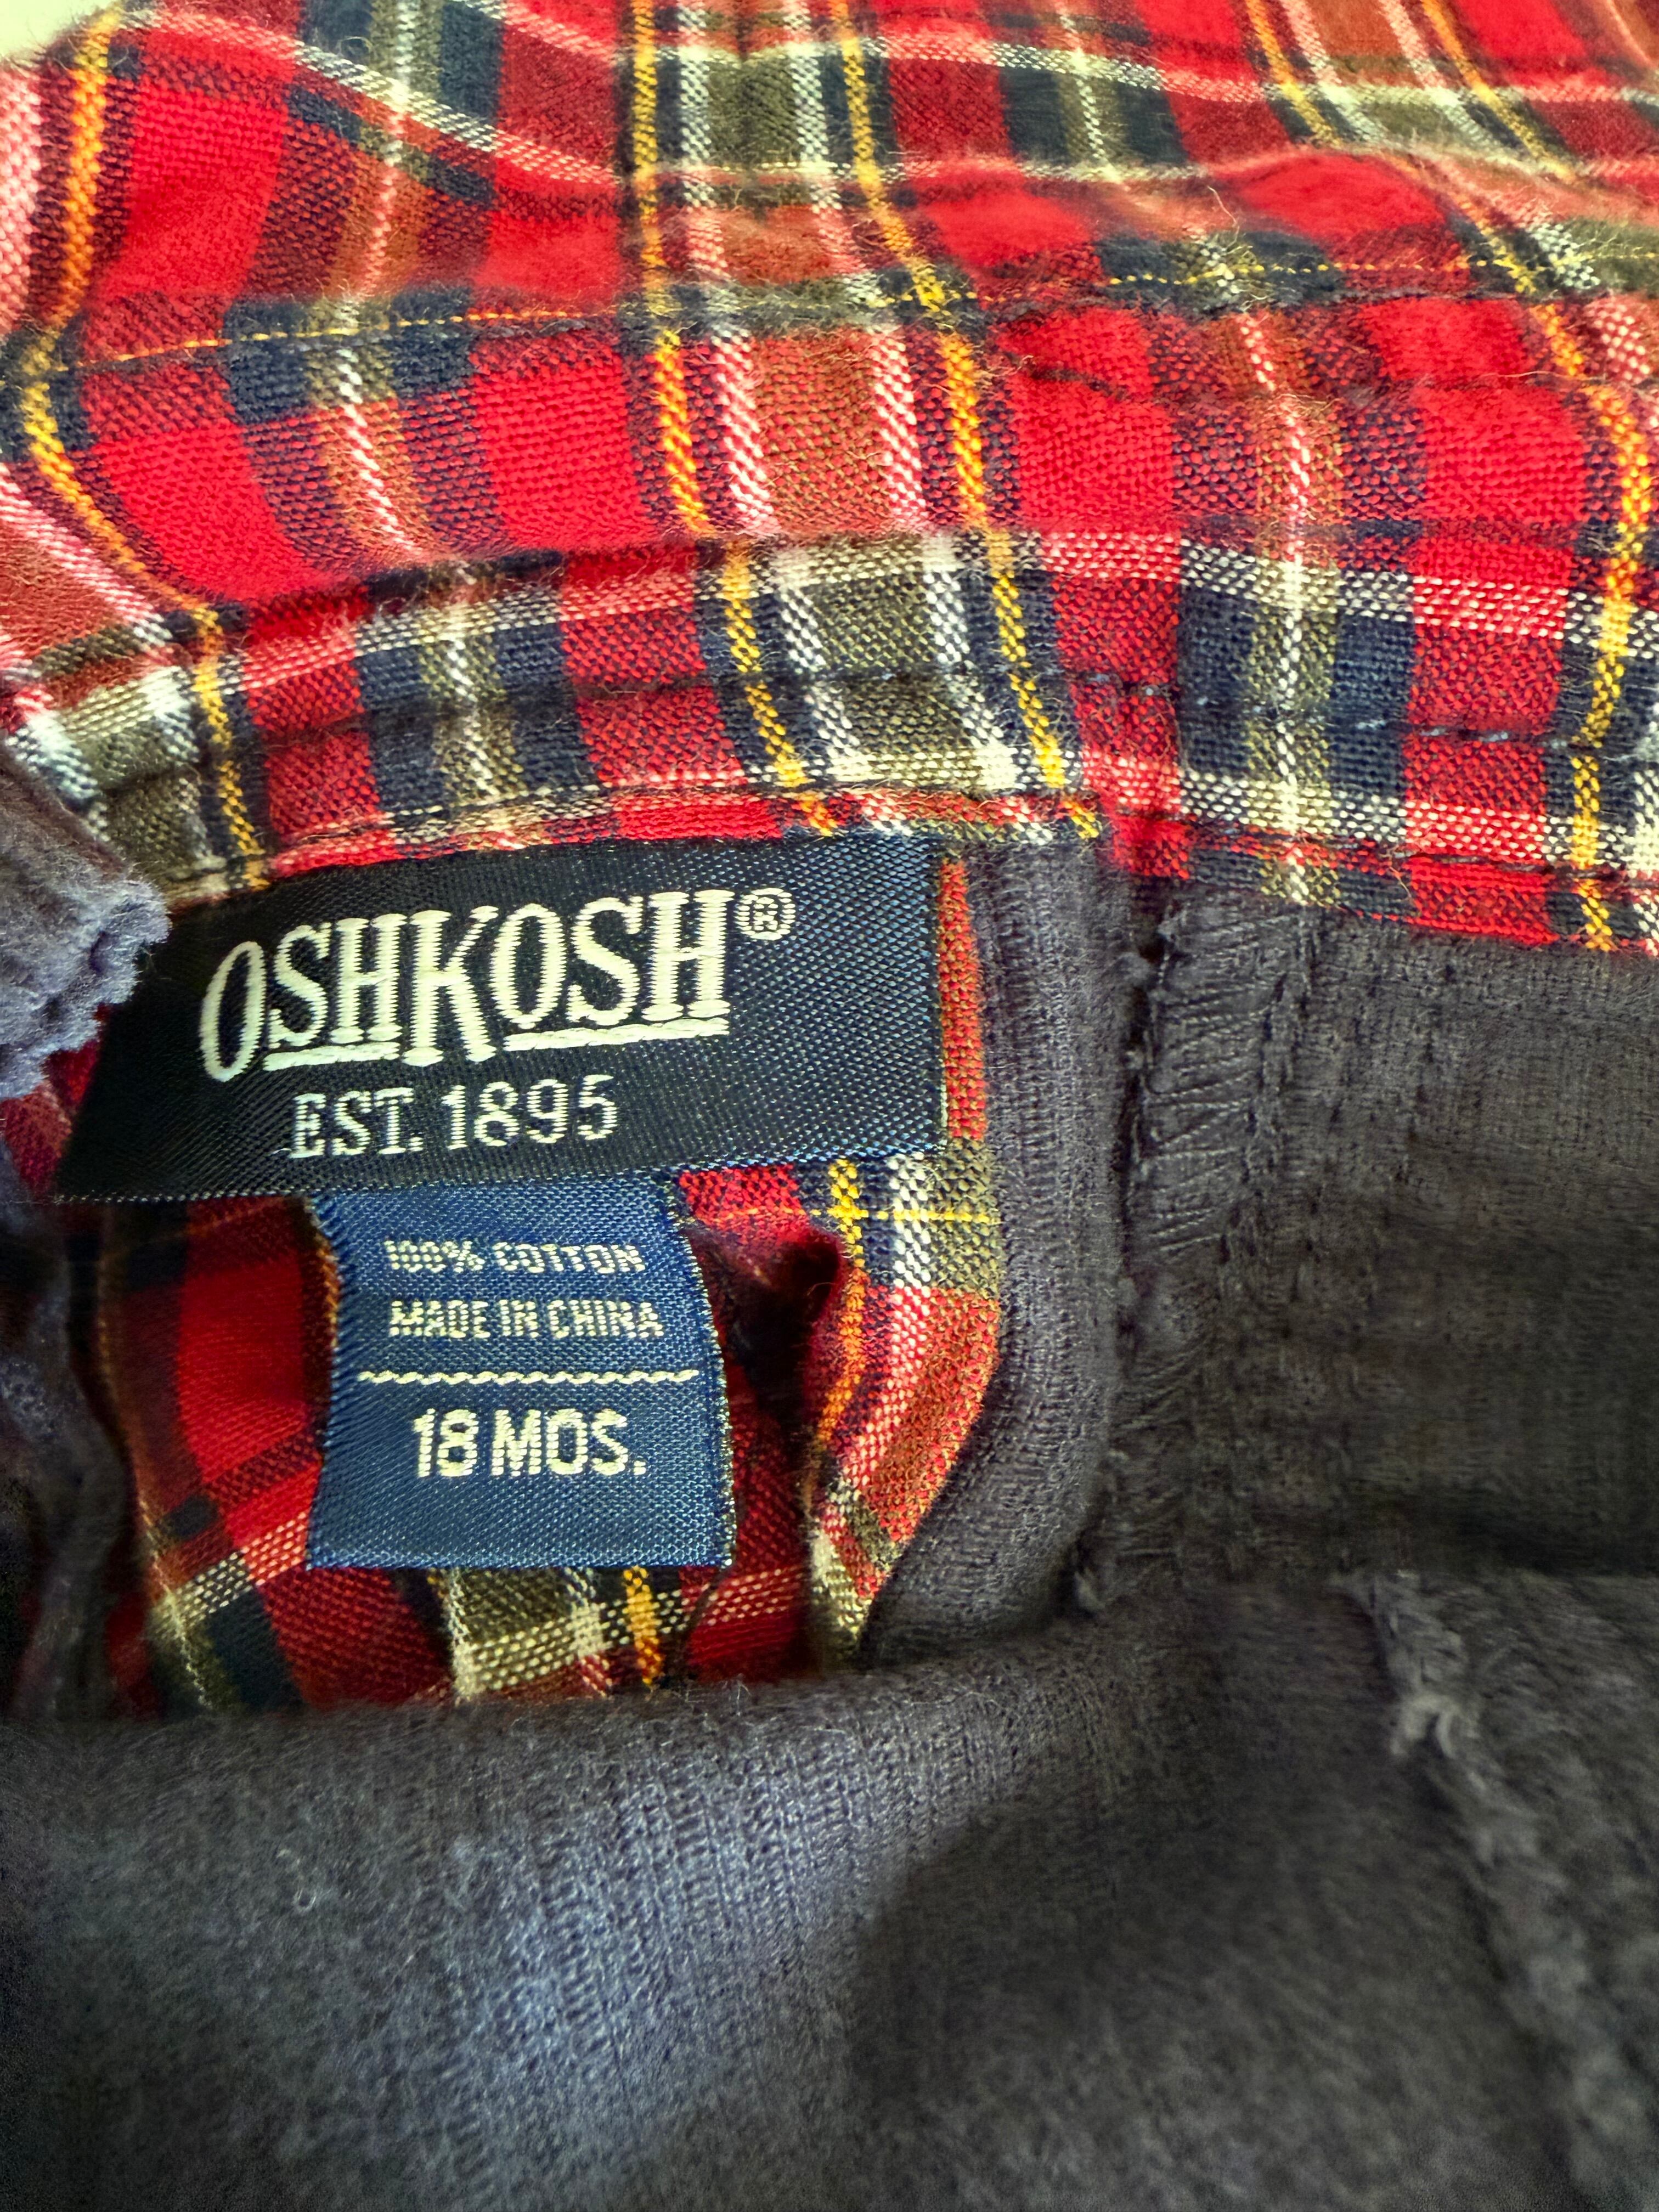 OSHKOSH®
EST. 1895
100% COTTON
MADE IN CHINA
18 MOS.